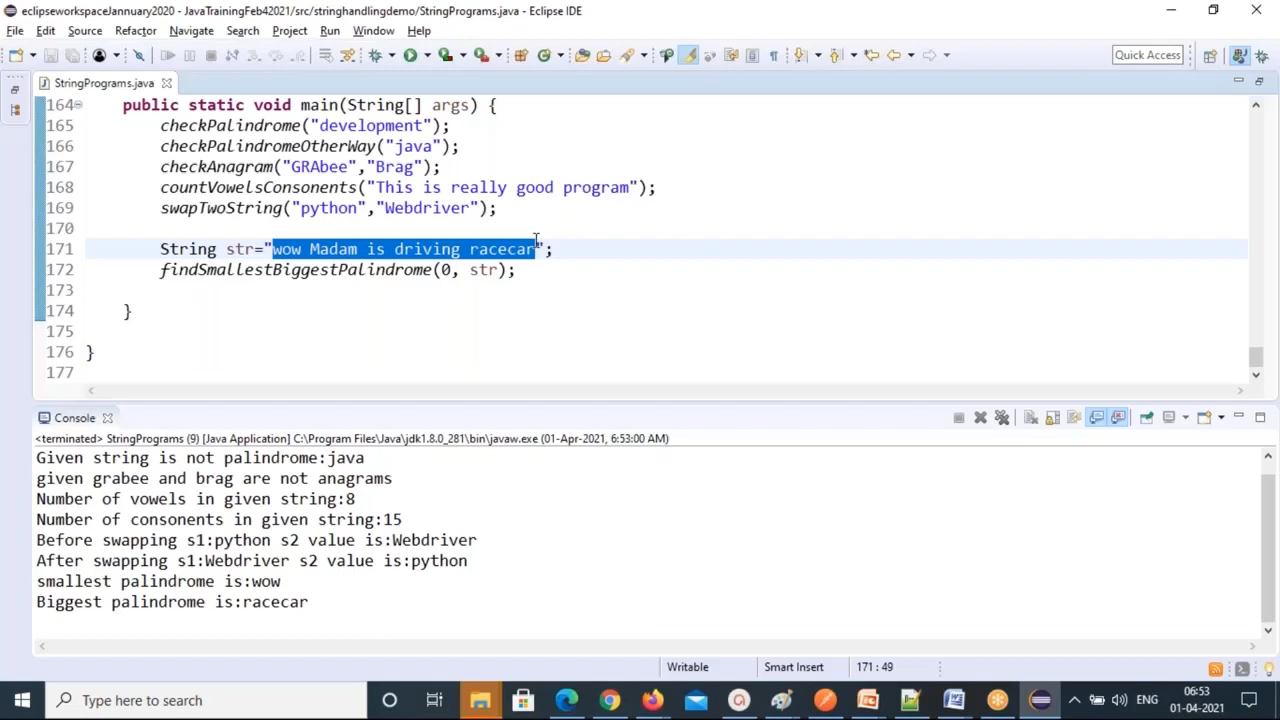 eclipseworkspaceJannuary2020 - JavaTrainingFeb42021/src/stringhandlingdemo/StringPrograms.java - Eclipse IDE
File Edit Source Refactor Navigate Search Project Run Window Help
Quick Access
StringPrograms.java
164 public static void main(String[] args) {
165 checkPalindrome("development");
166 checkPalindromeOtherWay("java");
167 checkAnagram("GRAbee","Brag");
168 countVowelsConsonents("This is really good program");
169 swapTwoString("python","Webdriver");
170
171 String str="wow Madam is driving racecar";
172 findSmallestBiggestPalindrome(0, str);
173
174 }
175
176 }
177
Console
<terminated> StringPrograms (9) [Java Application] C:\Program Files\Java\jdk1.8.0_281\bin\javaw.exe (01-Apr-2021, 6:53:00 AM)
Given string is not palindrome:java
given grabee and brag are not anagrams
Number of vowels in given string:8
Number of consonents in given string:15
Before swapping s1:python s2 value is:Webdriver
After swapping s1:Webdriver s2 value is:python
smallest palindrome is:wow
Biggest palindrome is:racecar
Writable Smart Insert 171 : 49
Type here to search
ENG
06:53
01-04-2021